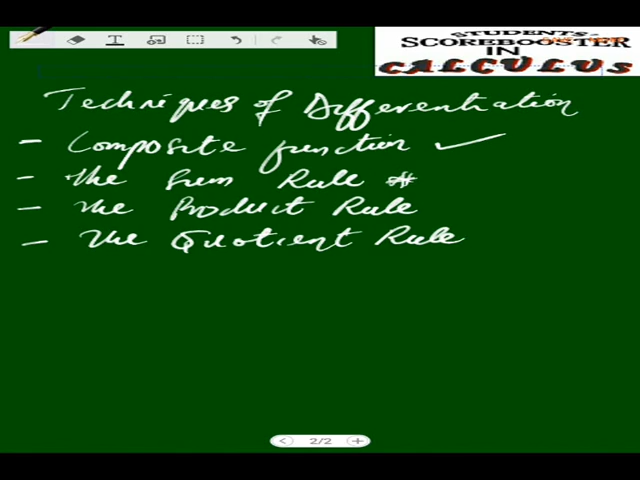 STUDENTS
SCOREBOOSTER
IN
CALCULUS
Techniques of Differentiation
- Composite function ✓
- The Sum Rule #
- The Product Rule
- The Quotient Rule
2/2